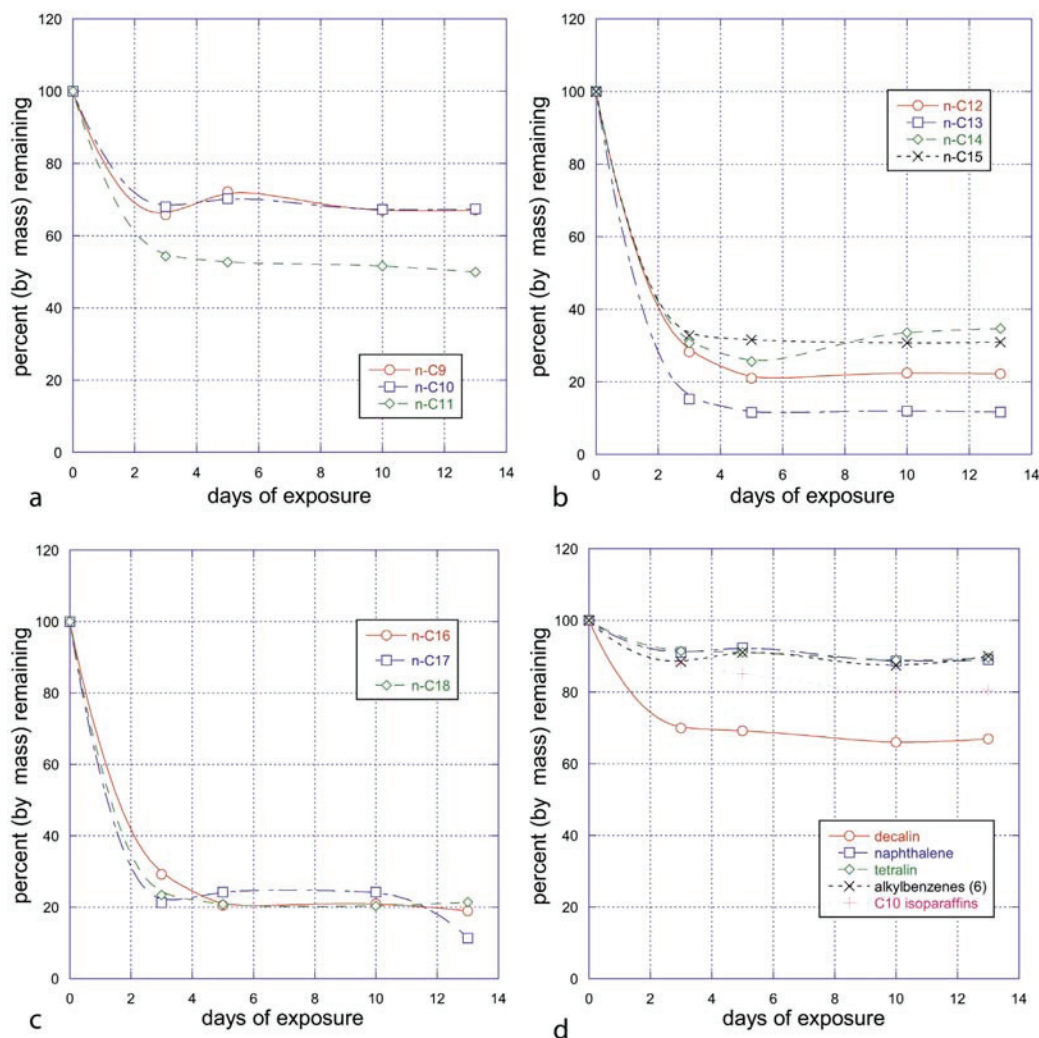 120
100
80
60
40
20
0
percent (by mass) remaining
n-C9
n-C10
n-C11
0 2 4 6 8 10 12 14
days of exposure
a
120
100
80
60
40
20
0
percent (by mass) remaining
n-C12
n-C13
n-C14
n-C15
0 2 4 6 8 10 12 14
days of exposure
b
120
100
80
60
40
20
0
percent (by mass) remaining
n-C16
n-C17
n-C18
0 2 4 6 8 10 12 14
days of exposure
c
120
100
80
60
40
20
0
percent (by mass) remaining
decalin
naphthalene
tetralin
alkylbenzenes (6)
C10 isoparaffins
0 2 4 6 8 10 12 14
days of exposure
d